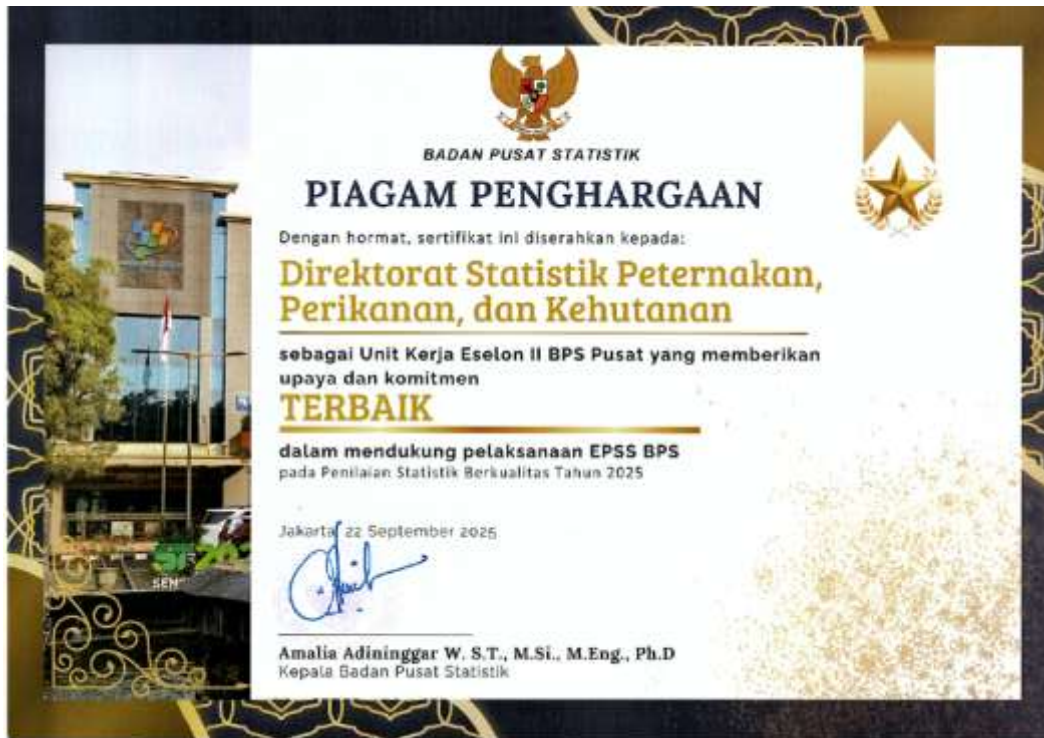 BADAN PUSAT STATISTIK
PIAGAM PENGHARGAAN
Dengan hormat, sertifikat ini diserahkan kepada:
Direktorat Statistik Peternakan,
Perikanan, dan Kehutanan
sebagai Unit Kerja Eselon II BPS Pusat yang memberikan
upaya dan komitmen
TERBAIK
dalam mendukung pelaksanaan EPSS BPS
pada Penilaian Statistik Berkualitas Tahun 2025
Jakarta, 22 September 2025
Amalia Adininggar W. S.T., M.Si., M.Eng., Ph.D
Kepala Badan Pusat Statistik